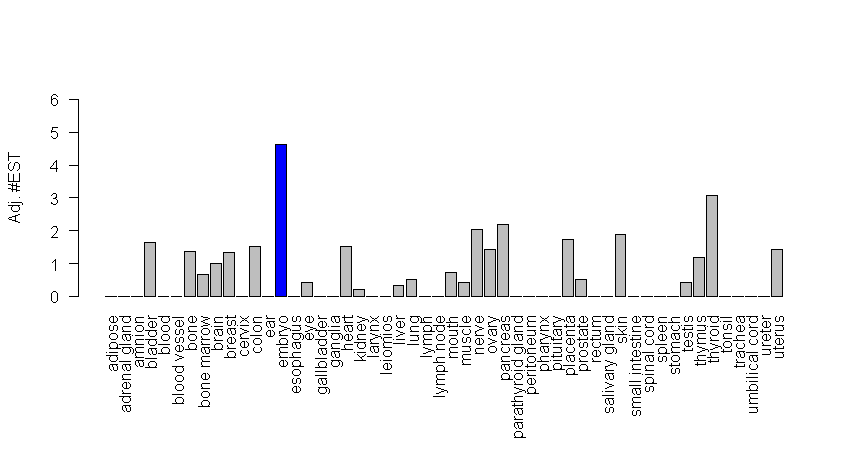 Adj. #EST
6
5
4
3
2
1
0
adipose
adrenal gland
amnion
bladder
blood
blood vessel
bone
bone marrow
brain
breast
cervix
colon
ear
embryo
esophagus
eye
gallbladder
ganglia
heart
kidney
larynx
leiomios
liver
lung
lymph
lymph node
mouth
muscle
nerve
ovary
pancreas
parathyroid gland
peritoneum
pharynx
pituitary
placenta
prostate
rectum
salivary gland
skin
small intestine
spinal cord
spleen
stomach
testis
thymus
thyroid
tonsil
trachea
umbilical cord
ureter
uterus